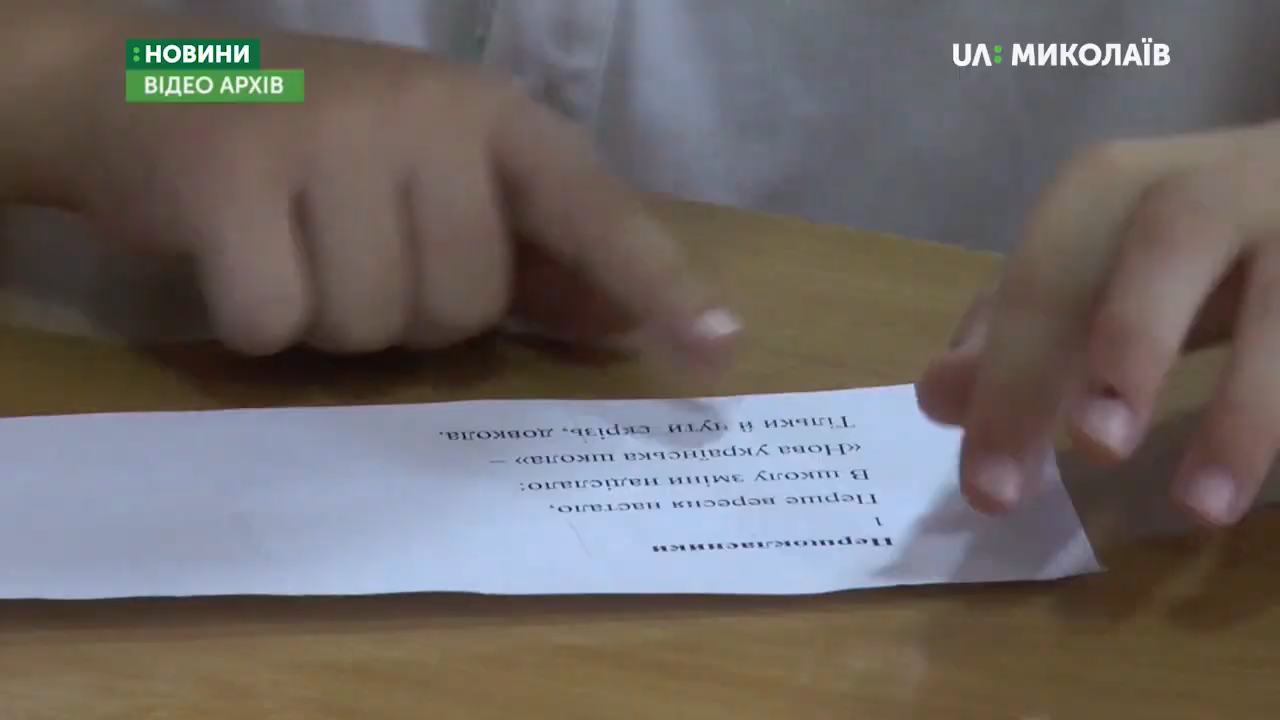 :НОВИНИ
ВІДЕО АРХІВ
UA: МИКОЛАЇВ
Першокласники
1
Перше вересня настало,
В школу зміни надіслало:
«Нова українська школа» –
Тільки й чути скрізь, довкола.